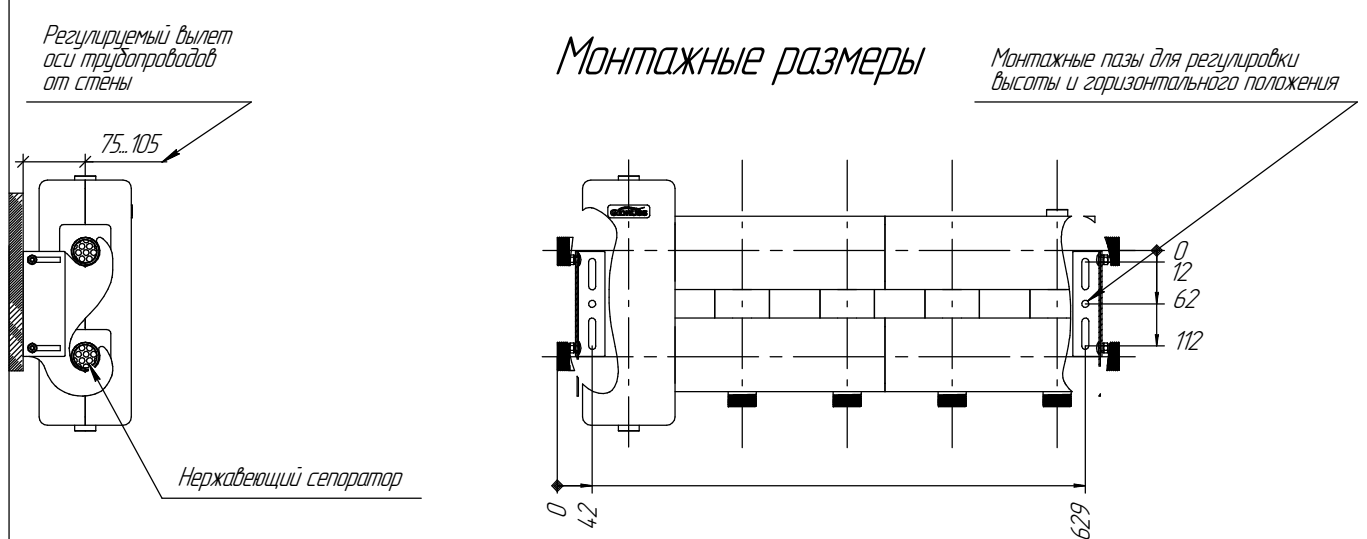 Регулируемый вылет
оси трубопроводов
от стены
Монтажные размеры
Монтажные пазы для регулировки
высоты и горизонтального положения
75...105
0
12
62
112
Нержавеющий сепоратор
0
42
629